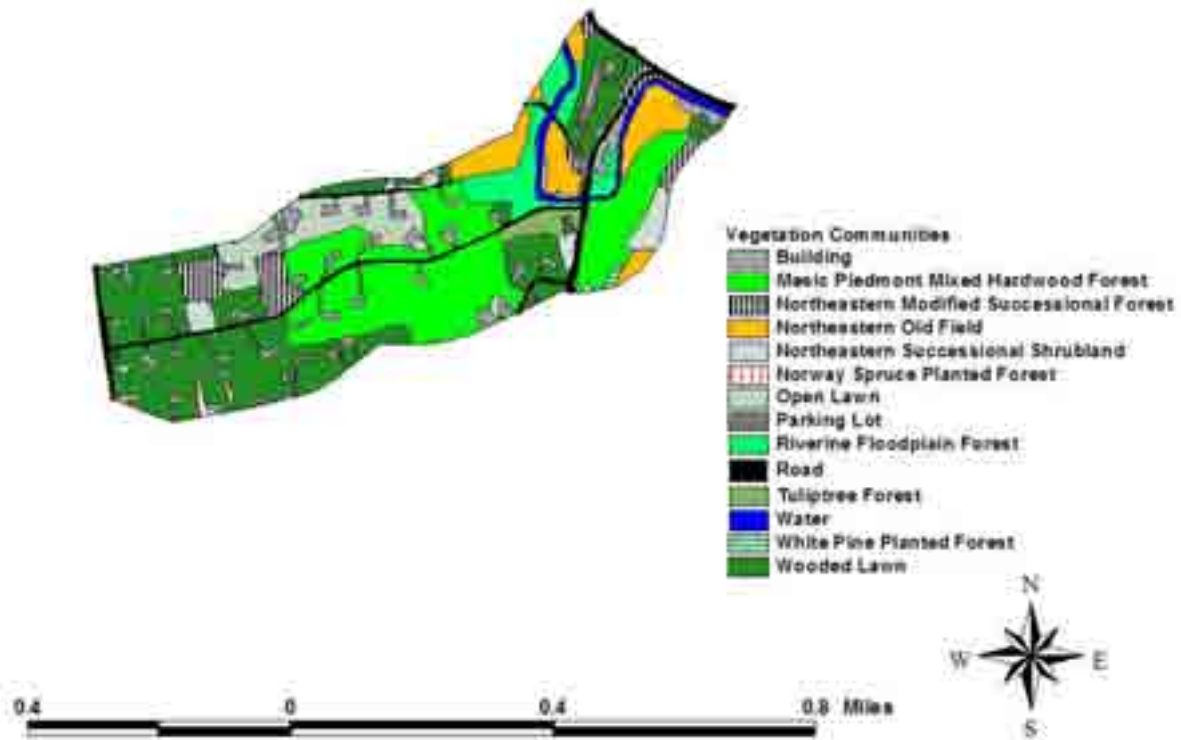 Vegetation Communities
Building
Mesic Piedmont Mixed Hardwood Forest
Northeastern Modified Successional Forest
Northeastern Old Field
Northeastern Successional Shrubland
Norway Spruce Planted Forest
Open Lawn
Parking Lot
Riverine Floodplain Forest
Road
Tuliptree Forest
Water
White Pine Planted Forest
Wooded Lawn
N
W E
S
0.4 0 0.4 0.8 Miles